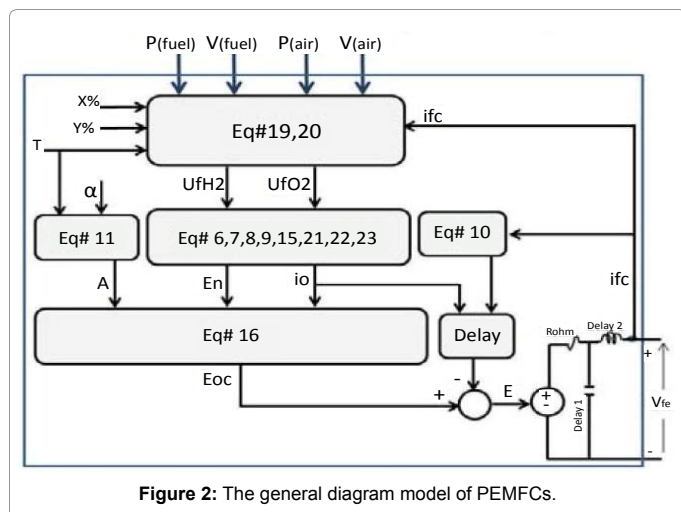 P(fuel) V(fuel) P(air) V(air)
X%
Y%
T
Eq#19,20
ifc
α
UfH2 UfO2
Eq# 11
Eq# 6,7,8,9,15,21,22,23
Eq# 10
A
En
io
ifc
Eq# 16
Delay
Rohm
Delay 2
Eoc
-
+
E
+
-
Delay 1
+
Vfe
-
Figure 2: The general diagram model of PEMFCs.